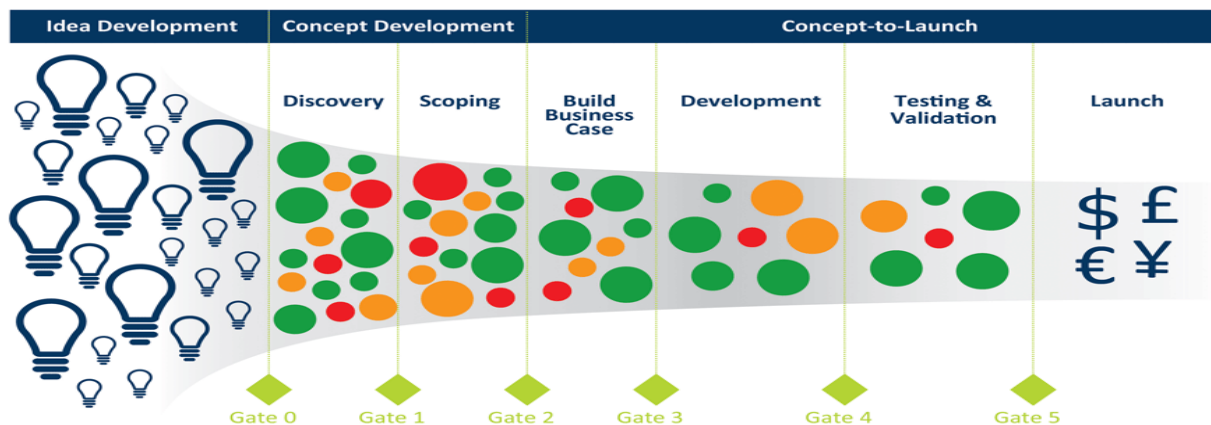 Idea Development
Concept Development
Concept-to-Launch
Discovery
Scoping
Build
Business
Case
Development
Testing &
Validation
Launch
$ £
€ ¥
Gate 0
Gate 1
Gate 2
Gate 3
Gate 4
Gate 5